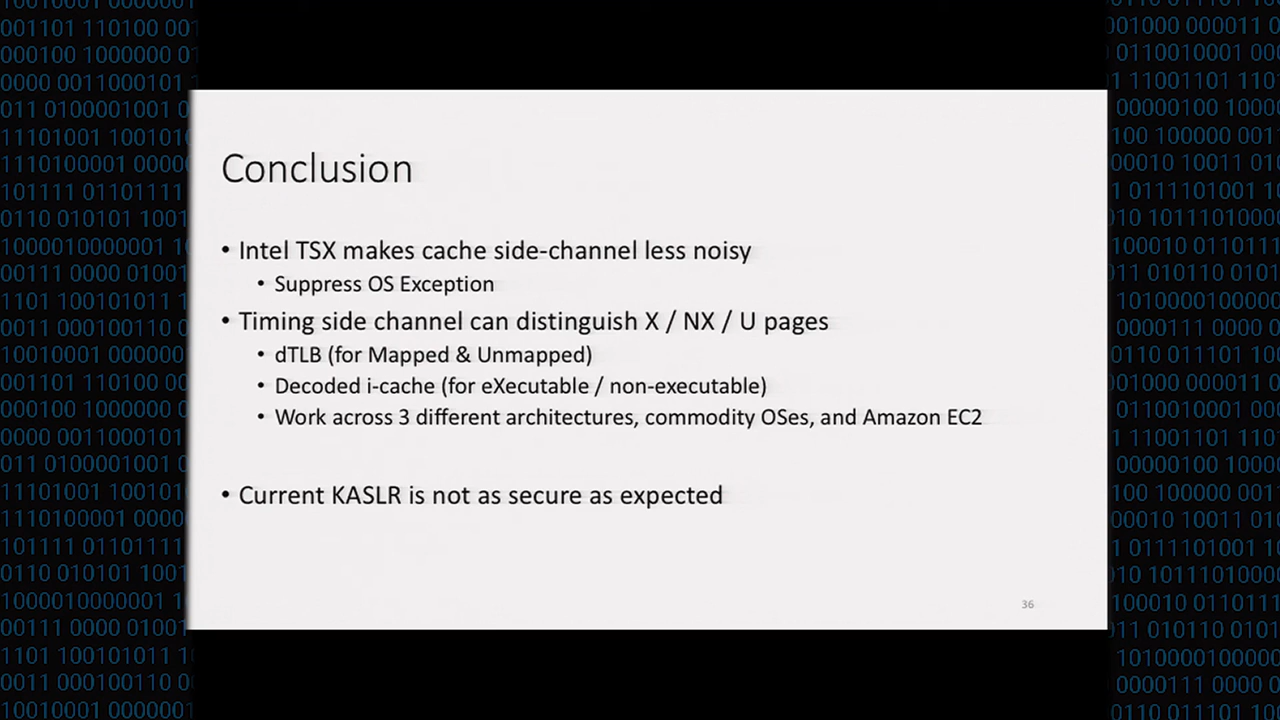 Conclusion
• Intel TSX makes cache side-channel less noisy
• Suppress OS Exception
• Timing side channel can distinguish X / NX / U pages
• dTLB (for Mapped & Unmapped)
• Decoded i-cache (for eXecutable / non-executable)
• Work across 3 different architectures, commodity OSes, and Amazon EC2
• Current KASLR is not as secure as expected
36